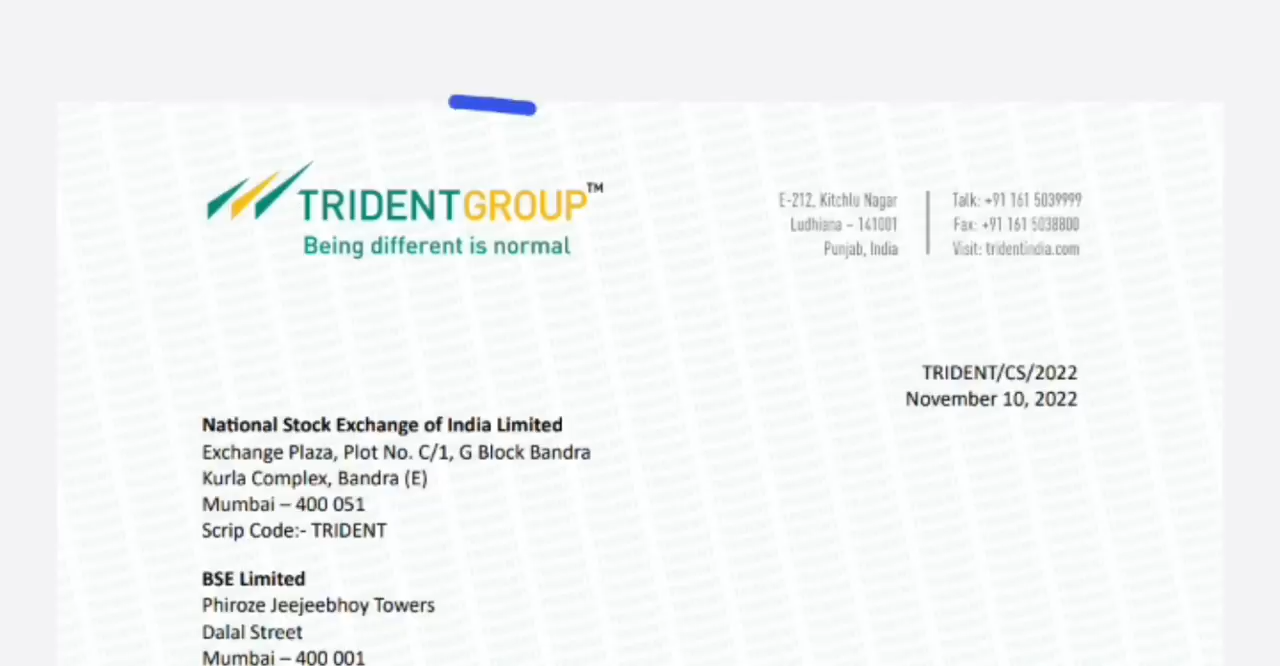 TRIDENTGROUP™
Being different is normal
E-212, Kitchlu Nagar
Ludhiana – 141001
Punjab, India
Talk: +91 161 5039999
Fax: +91 161 5038800
Visit: tridentindia.com
TRIDENT/CS/2022
November 10, 2022
National Stock Exchange of India Limited
Exchange Plaza, Plot No. C/1, G Block Bandra
Kurla Complex, Bandra (E)
Mumbai – 400 051
Scrip Code:- TRIDENT
BSE Limited
Phiroze Jeejeebhoy Towers
Dalal Street
Mumbai – 400 001